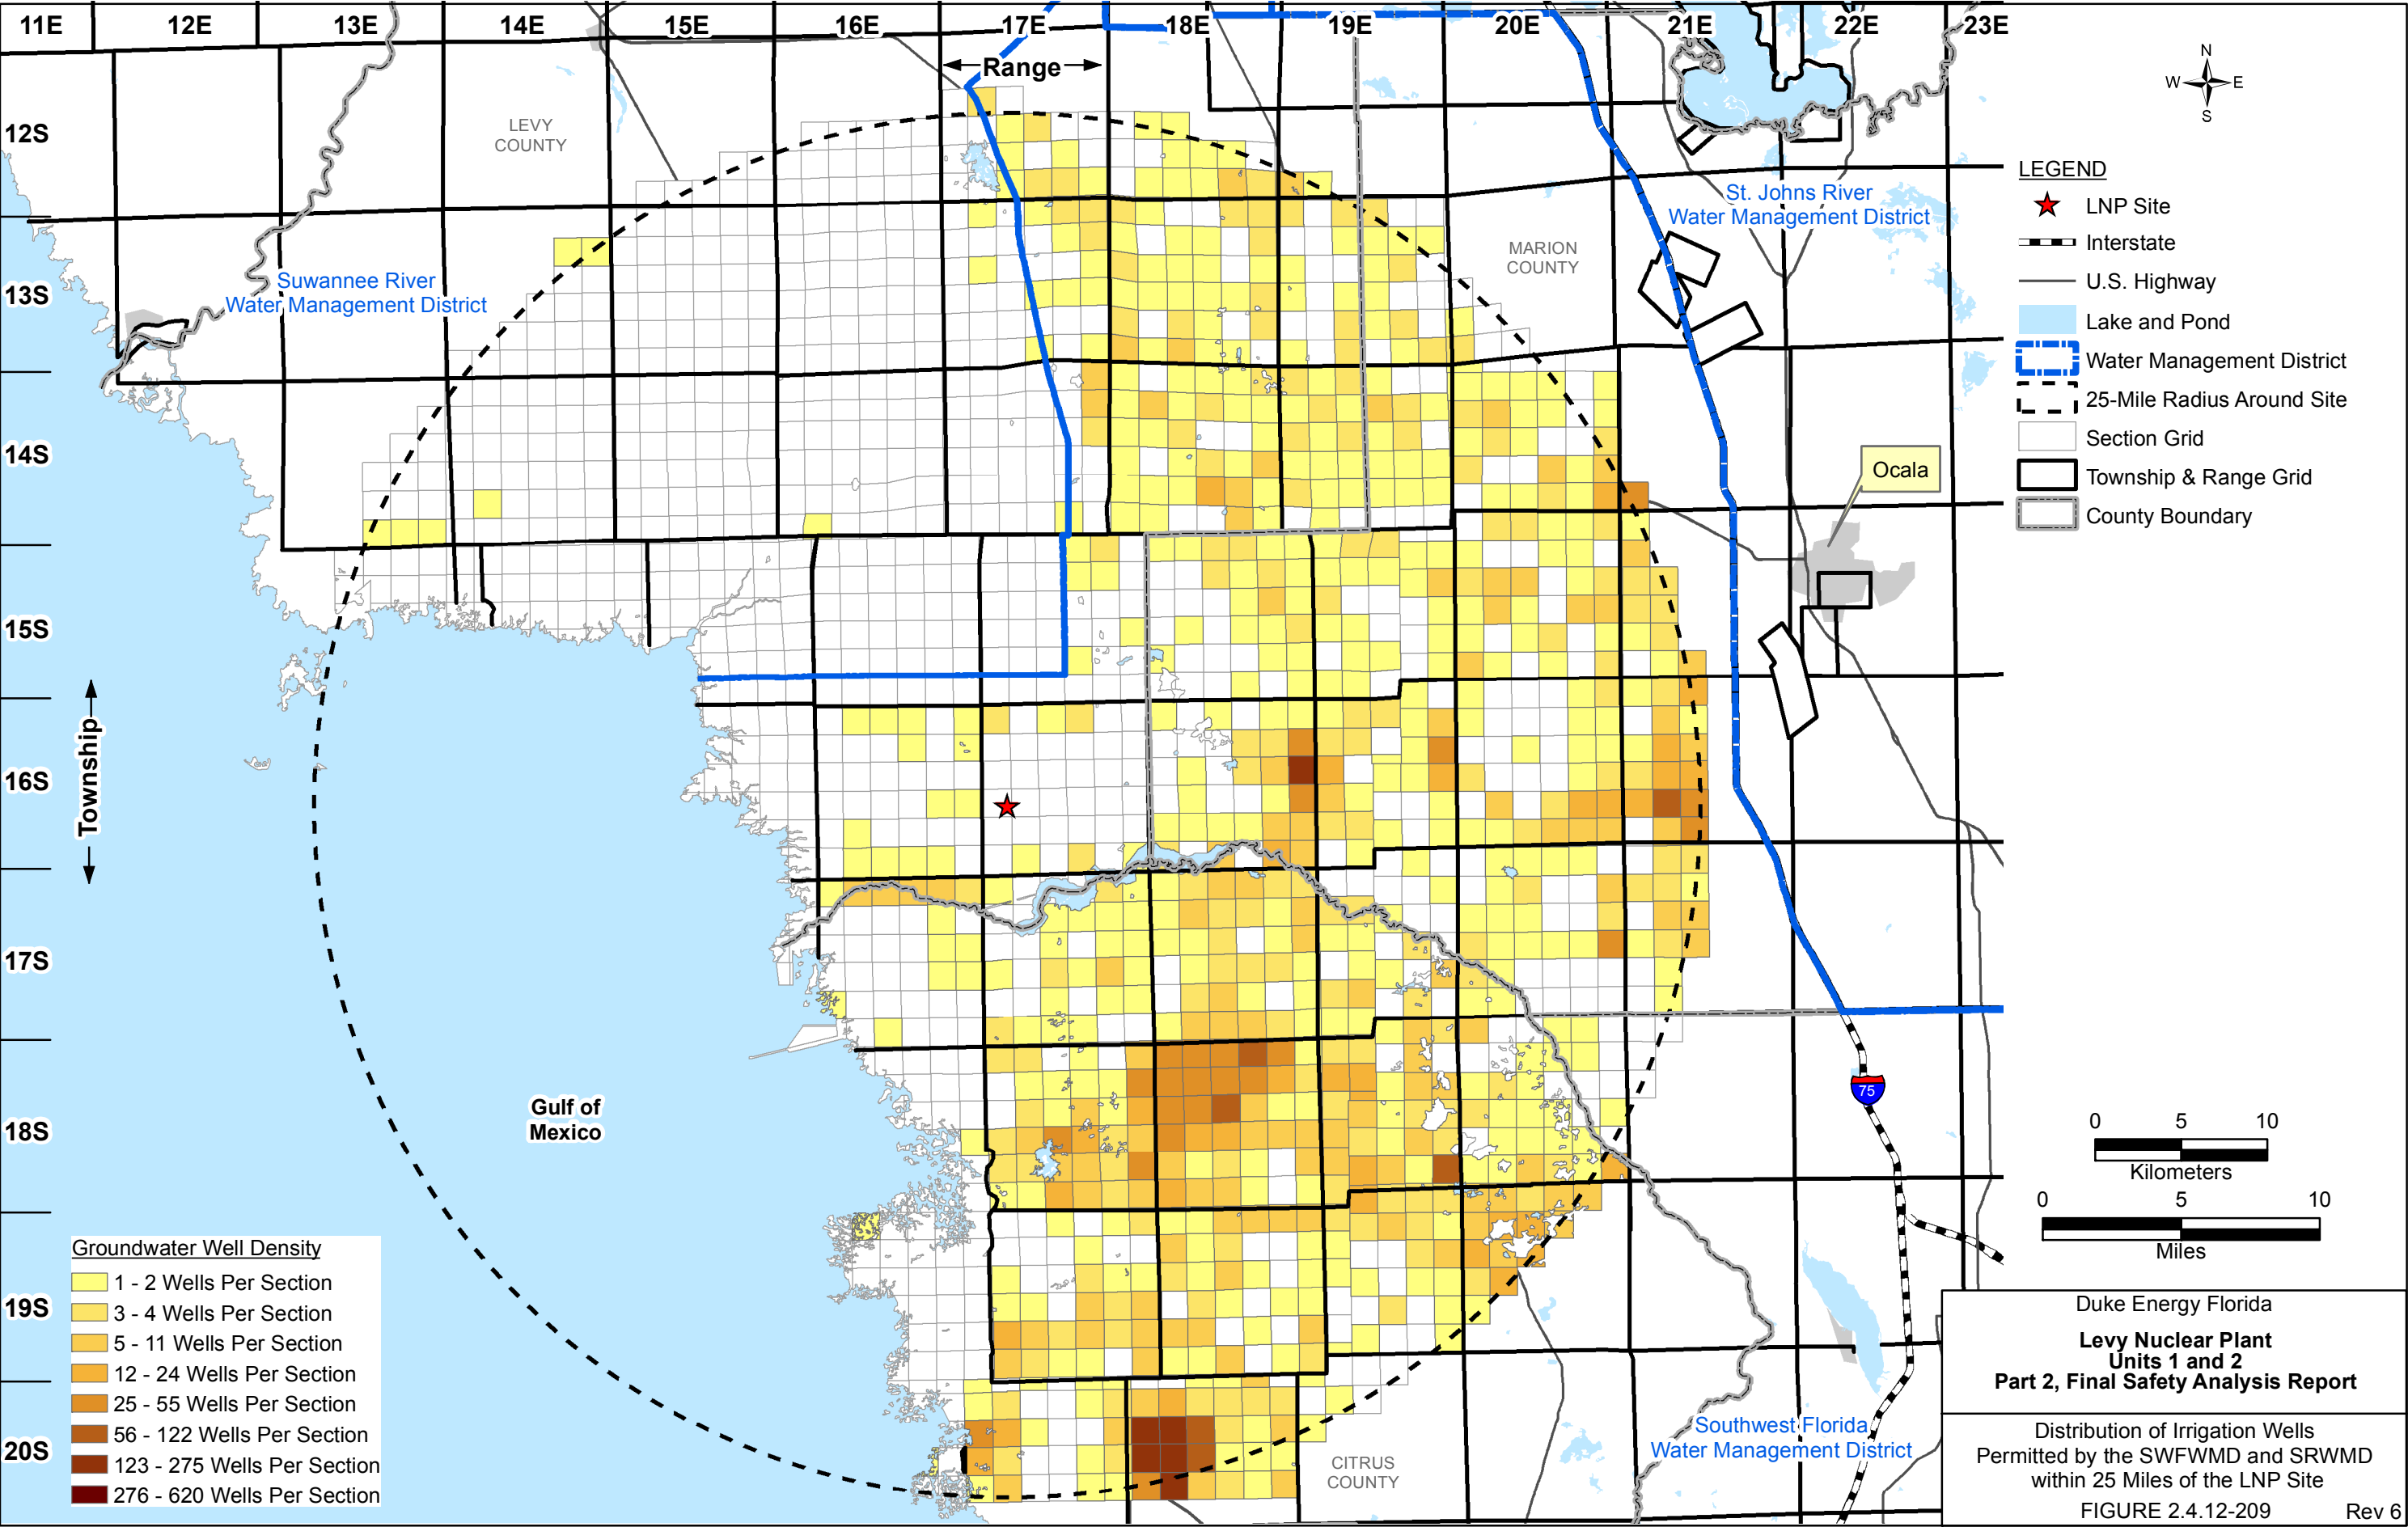 11E 12E 13E 14E 15E 16E 17E 18E 19E 20E 21E 22E 23E
Range
N
W E
S
12S
13S
14S
15S
16S
17S
18S
19S
20S
Township
LEVY
COUNTY
MARION
COUNTY
CITRUS
COUNTY
Suwannee River
Water Management District
St. Johns River
Water Management District
Southwest Florida
Water Management District
Ocala
Gulf of
Mexico
75
LEGEND
LNP Site
Interstate
U.S. Highway
Lake and Pond
Water Management District
25-Mile Radius Around Site
Section Grid
Township & Range Grid
County Boundary
0 5 10
Kilometers
0 5 10
Miles
Groundwater Well Density
1 - 2 Wells Per Section
3 - 4 Wells Per Section
5 - 11 Wells Per Section
12 - 24 Wells Per Section
25 - 55 Wells Per Section
56 - 122 Wells Per Section
123 - 275 Wells Per Section
276 - 620 Wells Per Section
Duke Energy Florida
Levy Nuclear Plant
Units 1 and 2
Part 2, Final Safety Analysis Report
Distribution of Irrigation Wells
Permitted by the SWFWMD and SRWMD
within 25 Miles of the LNP Site
FIGURE 2.4.12-209 Rev 6